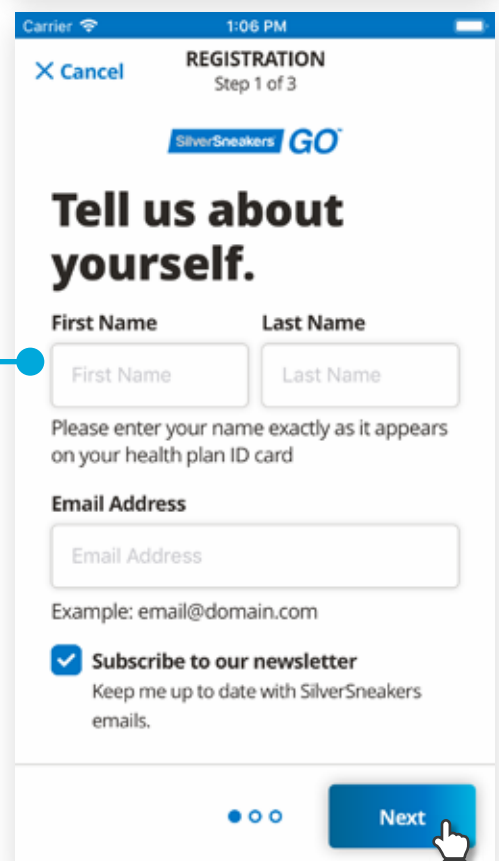 Carrier 1:06 PM
Cancel REGISTRATION
Step 1 of 3
SilverSneakers GO
Tell us about
yourself.
First Name Last Name
First Name Last Name
Please enter your name exactly as it appears
on your health plan ID card
Email Address
Email Address
Example: email@domain.com
Subscribe to our newsletter
Keep me up to date with SilverSneakers
emails.
Next